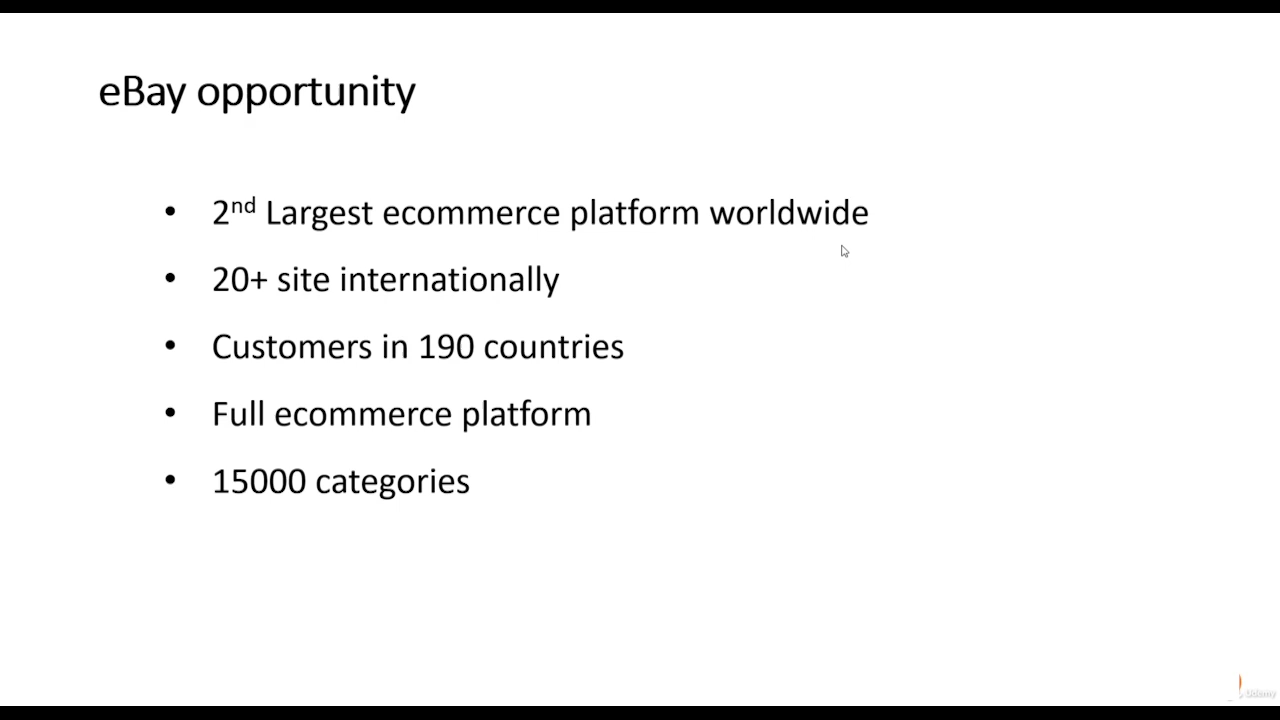 eBay opportunity
• 2nd Largest ecommerce platform worldwide
• 20+ site internationally
• Customers in 190 countries
• Full ecommerce platform
• 15000 categories
Udemy